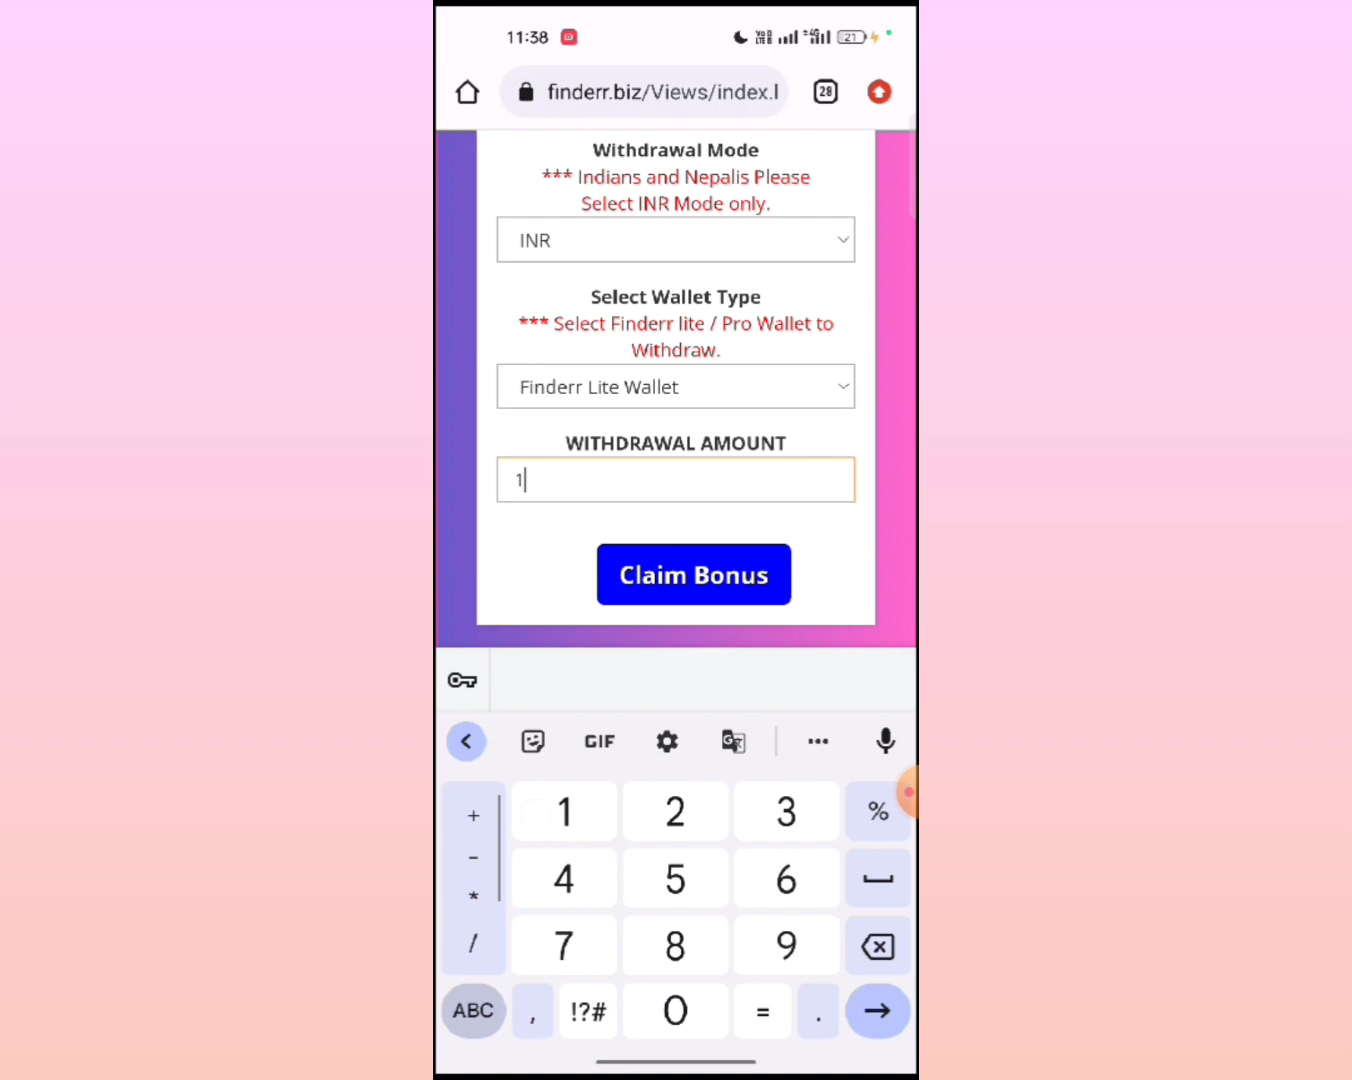 11:38
21
finderr.biz/Views/index.l
28
Withdrawal Mode
*** Indians and Nepalis Please
Select INR Mode only.
INR
Select Wallet Type
*** Select Finderr lite / Pro Wallet to
Withdraw.
Finderr Lite Wallet
WITHDRAWAL AMOUNT
1
Claim Bonus
GIF
+ 1 2 3 %
- 4 5 6
*
/ 7 8 9
ABC , !?# 0 = .